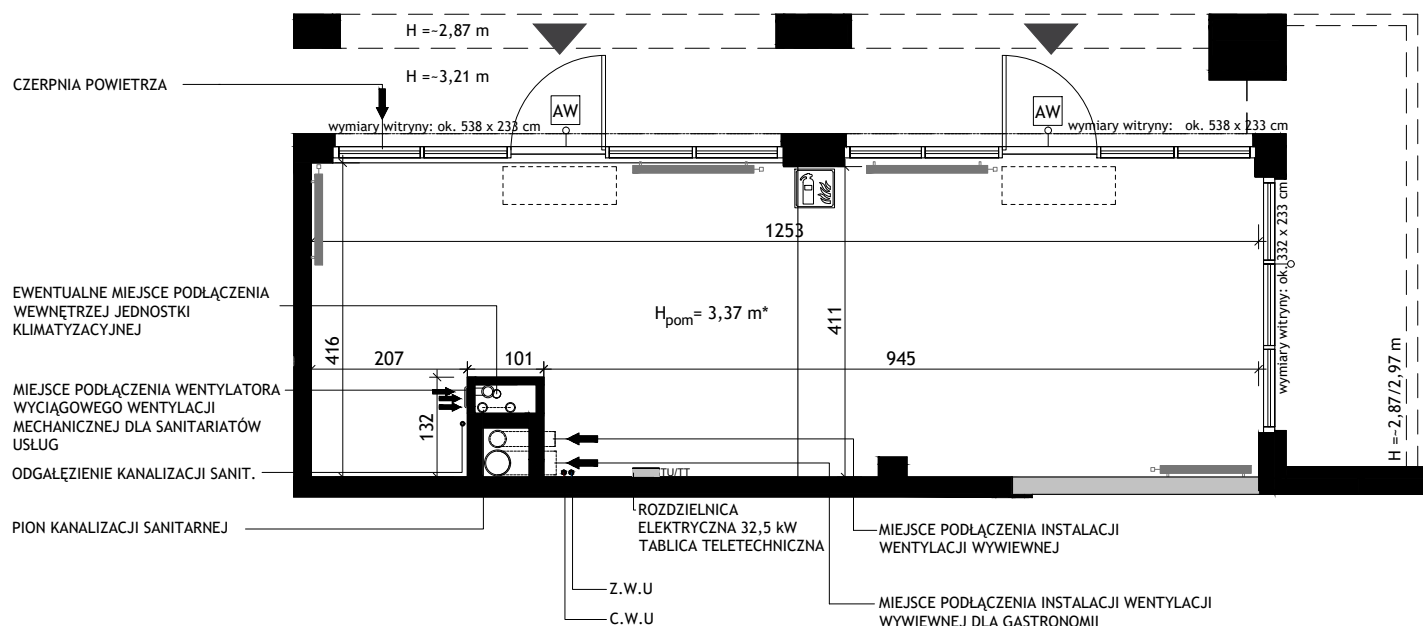 H =~2,87 m
H =~3,21 m
CZERPNIA POWIETRZA
AW
AW
wymiary witryny: ok. 538 x 233 cm
wymiary witryny: ok. 538 x 233 cm
1253
wymiary witryny: ok. 332 x 233 cm
EWENTUALNE MIEJSCE PODŁĄCZENIA
WEWNĘTRZEJ JEDNOSTKI
KLIMATYZACYJNEJ
Hpom= 3,37 m*
416
411
207
101
945
H =~2,87/2,97 m
MIEJSCE PODŁĄCZENIA WENTYLATORA
WYCIĄGOWEGO WENTYLACJI
MECHANICZNEJ DLA SANITARIATÓW
USŁUG
132
ODGAŁĘZIENIE KANALIZACJI SANIT.
TU/TT
PION KANALIZACJI SANITARNEJ
ROZDZIELNICA
ELEKTRYCZNA 32,5 kW
TABLICA TELETECHNICZNA
MIEJSCE PODŁĄCZENIA INSTALACJI
WENTYLACJI WYWIEWNEJ
Z.W.U
C.W.U
MIEJSCE PODŁĄCZENIA INSTALACJI WENTYLACJI
WYWIEWNEJ DLA GASTRONOMII